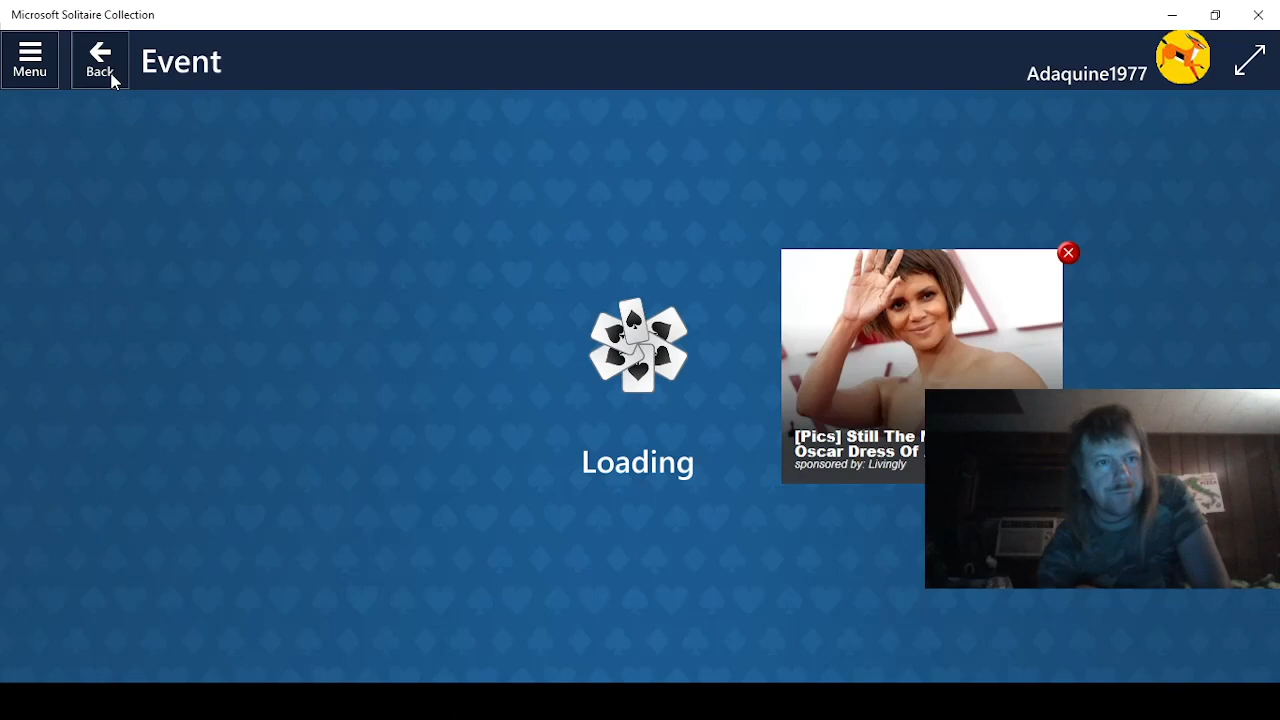 Microsoft Solitaire Collection
Menu
Back
Event
Adaquine1977
[Pics] Still The
Oscar Dress Of
sponsored by: Livingly
Loading